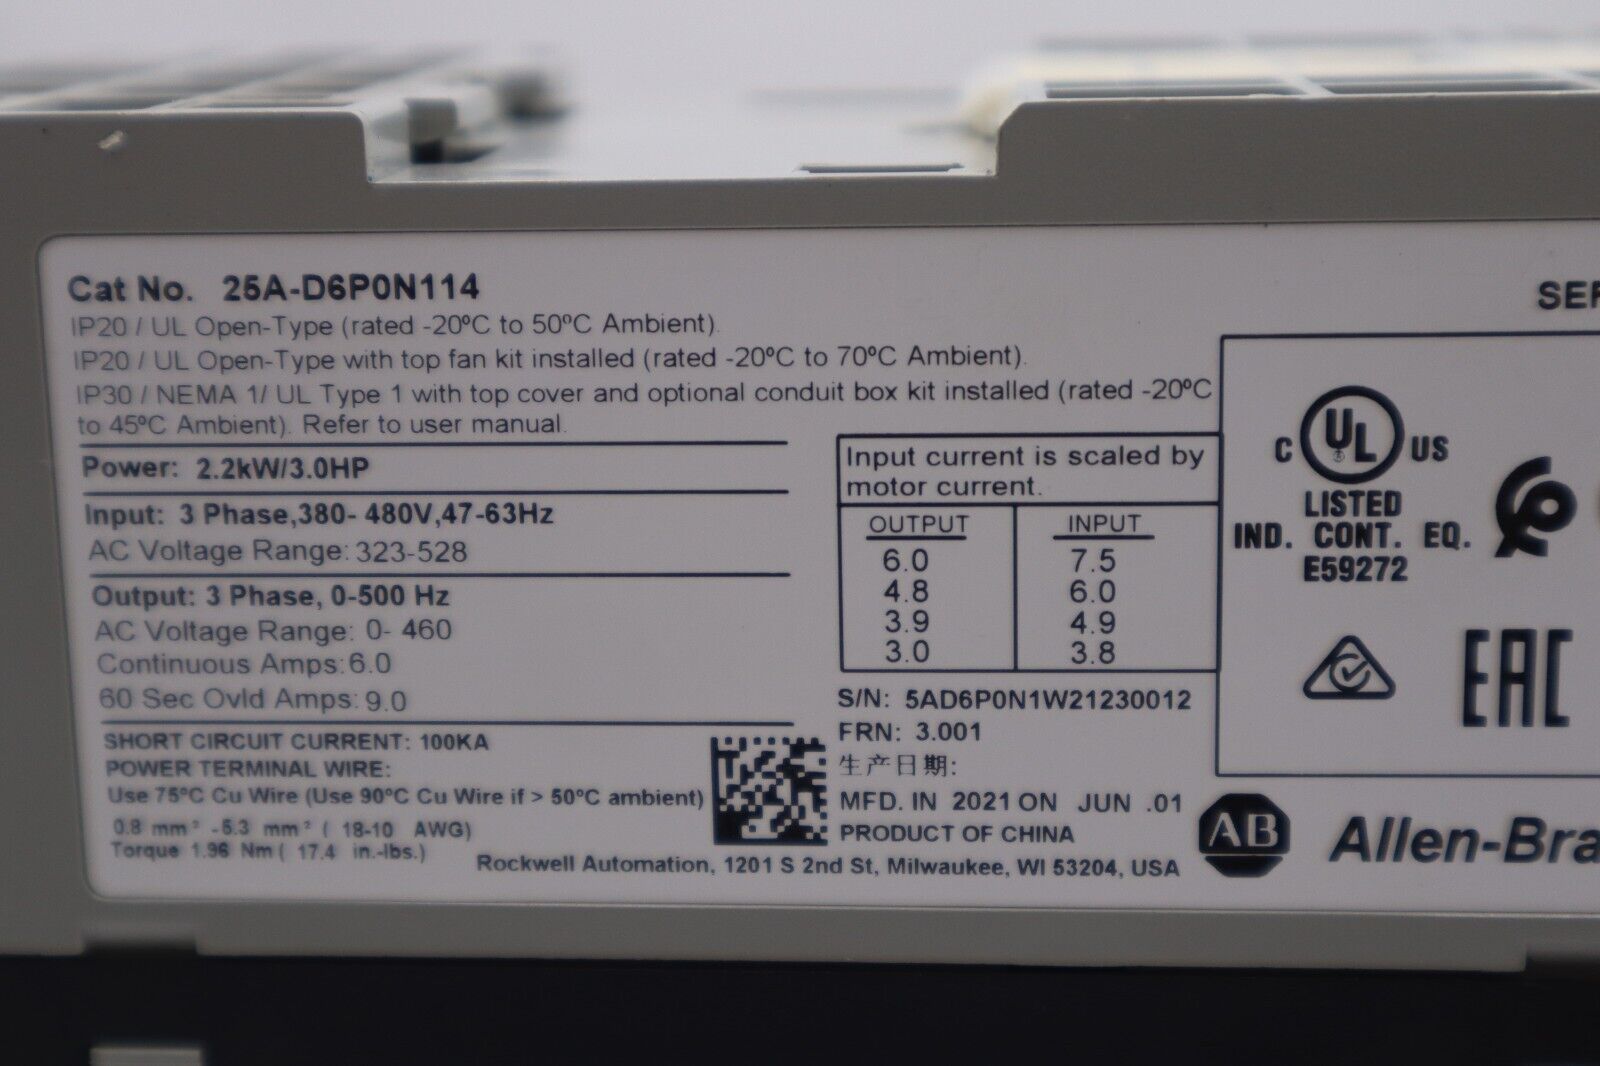 Cat No. 25A-D6P0N114
IP20 / UL Open-Type (rated -20°C to 50°C Ambient).
IP20 / UL Open-Type with top fan kit installed (rated -20°C to 70°C Ambient).
IP30 / NEMA 1/ UL Type 1 with top cover and optional conduit box kit installed (rated -20°C
to 45°C Ambient). Refer to user manual.
Power: 2.2kW/3.0HP
Input: 3 Phase,380- 480V,47-63Hz
AC Voltage Range: 323-528
Output: 3 Phase, 0-500 Hz
AC Voltage Range: 0- 460
Continuous Amps: 6.0
60 Sec Ovld Amps: 9.0
SHORT CIRCUIT CURRENT: 100KA
POWER TERMINAL WIRE:
Use 75°C Cu Wire (Use 90°C Cu Wire if > 50°C ambient)
0.8 mm² -5.3 mm² ( 18-10 AWG)
Torque 1.96 Nm ( 17.4 in.-lbs.)
Input current is scaled by
motor current.
OUTPUT INPUT
6.0 7.5
4.8 6.0
3.9 4.9
3.0 3.8
S/N: 5AD6P0N1W21230012
FRN: 3.001
生产日期:
MFD. IN 2021 ON JUN .01
PRODUCT OF CHINA
Rockwell Automation, 1201 S 2nd St, Milwaukee, WI 53204, USA
SER
C UL US
®
LISTED
IND. CONT. EQ.
E59272
EAC
AB Allen-Bra